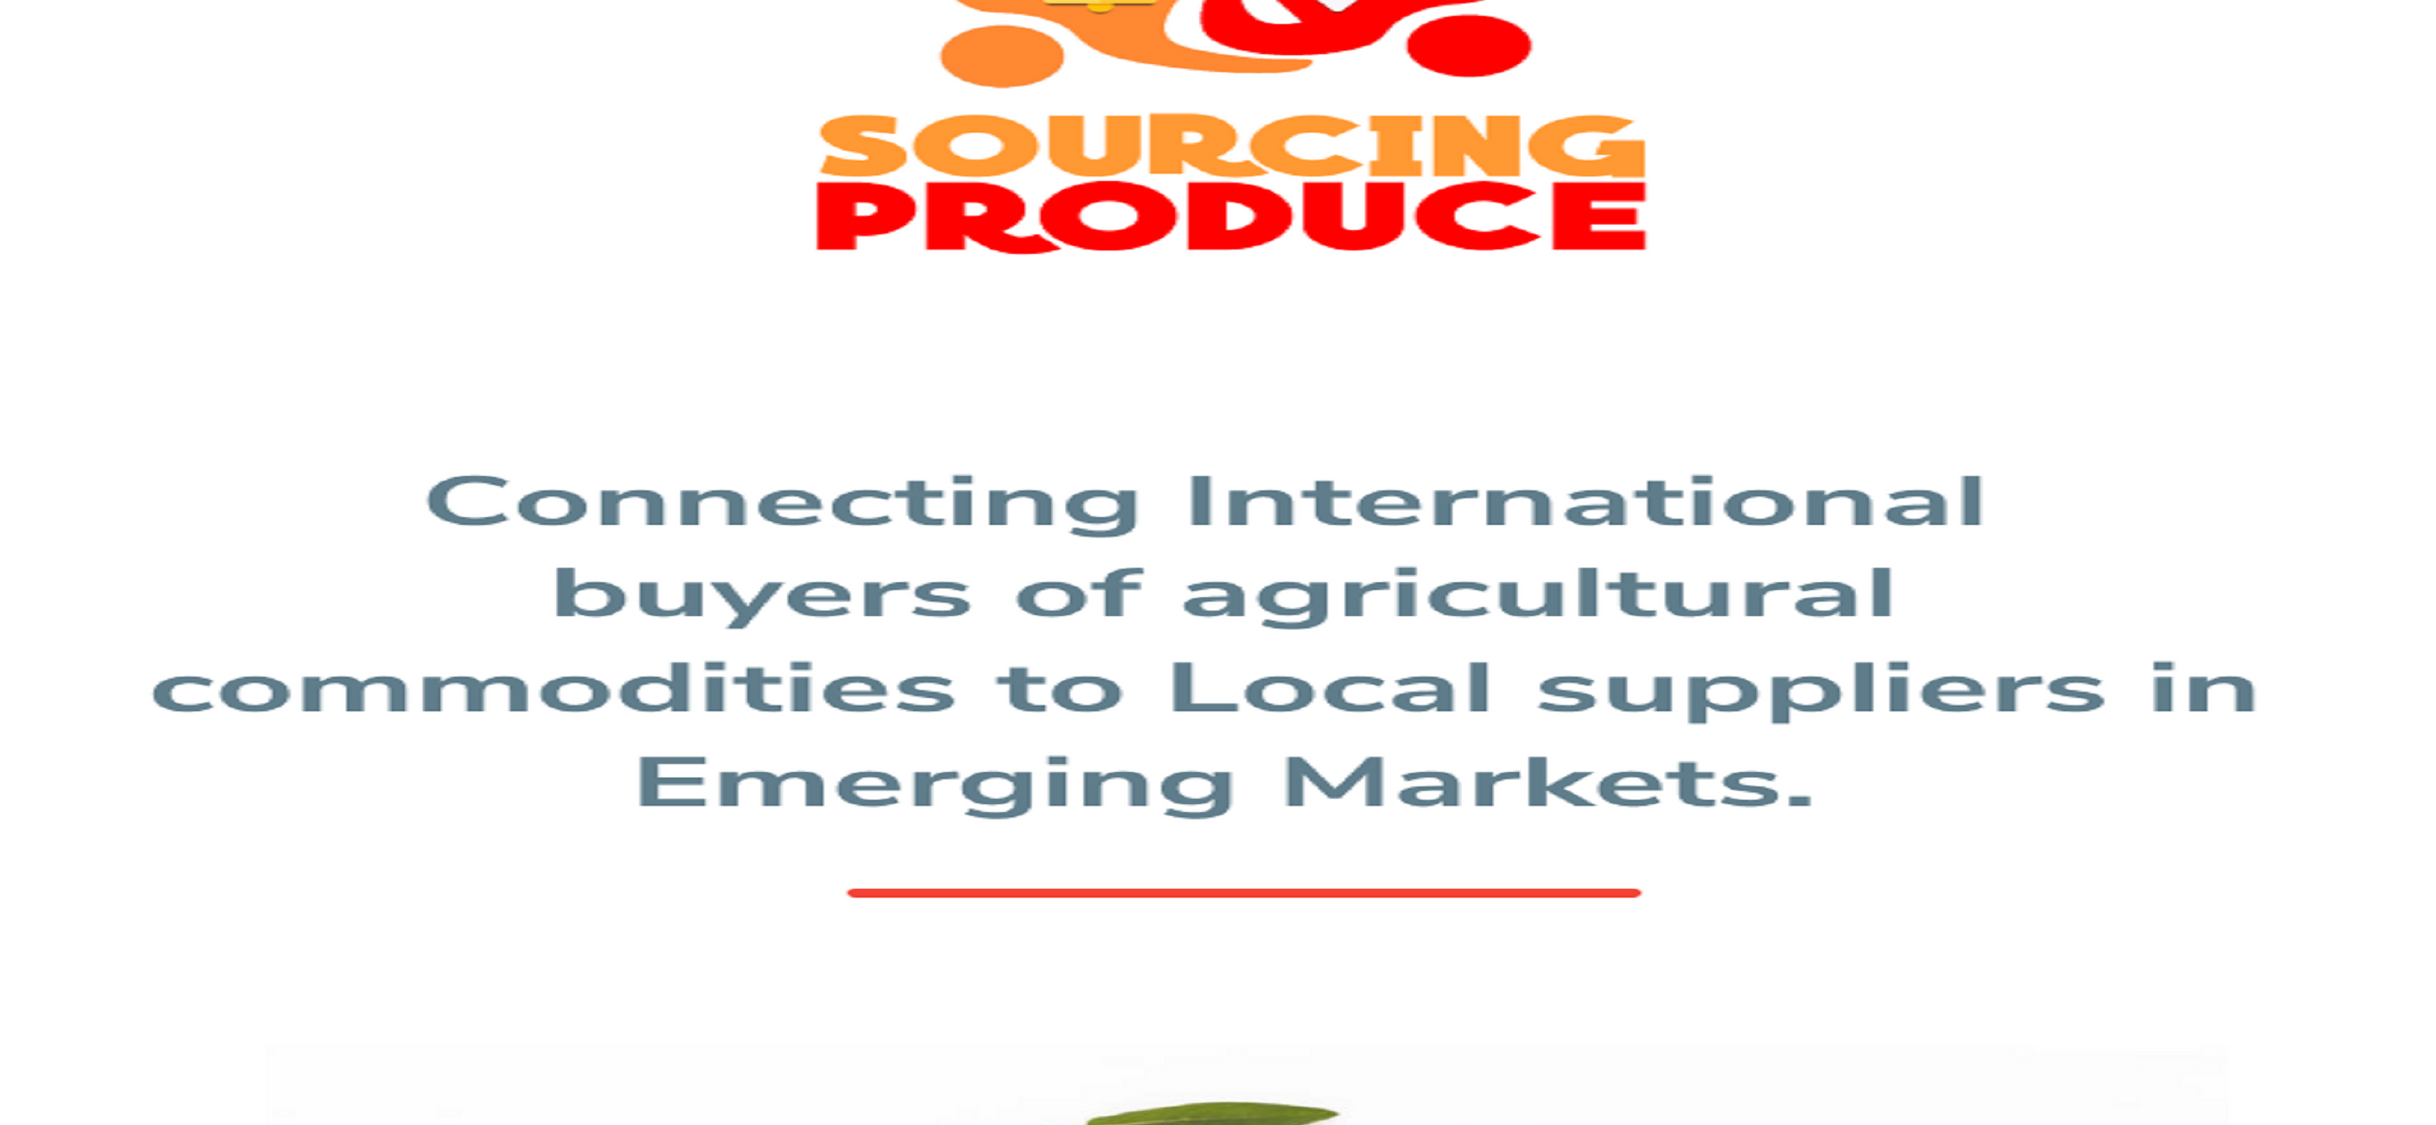 SOURCING
PRODUCE
Connecting International
buyers of agricultural
commodities to Local suppliers in
Emerging Markets.